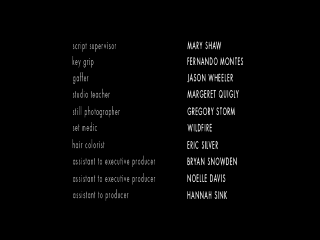 script supervisor MARY SHAW
key grip FERNANDO MONTES
gaffer JASON WHEELER
studio teacher MARGERET QUIGLY
still photographer GREGORY STORM
set medic WILDFIRE
hair colorist ERIC SILVER
assistant to executive producer BRYAN SNOWDEN
assistant to executive producer NOELLE DAVIS
assistant to producer HANNAH SINK